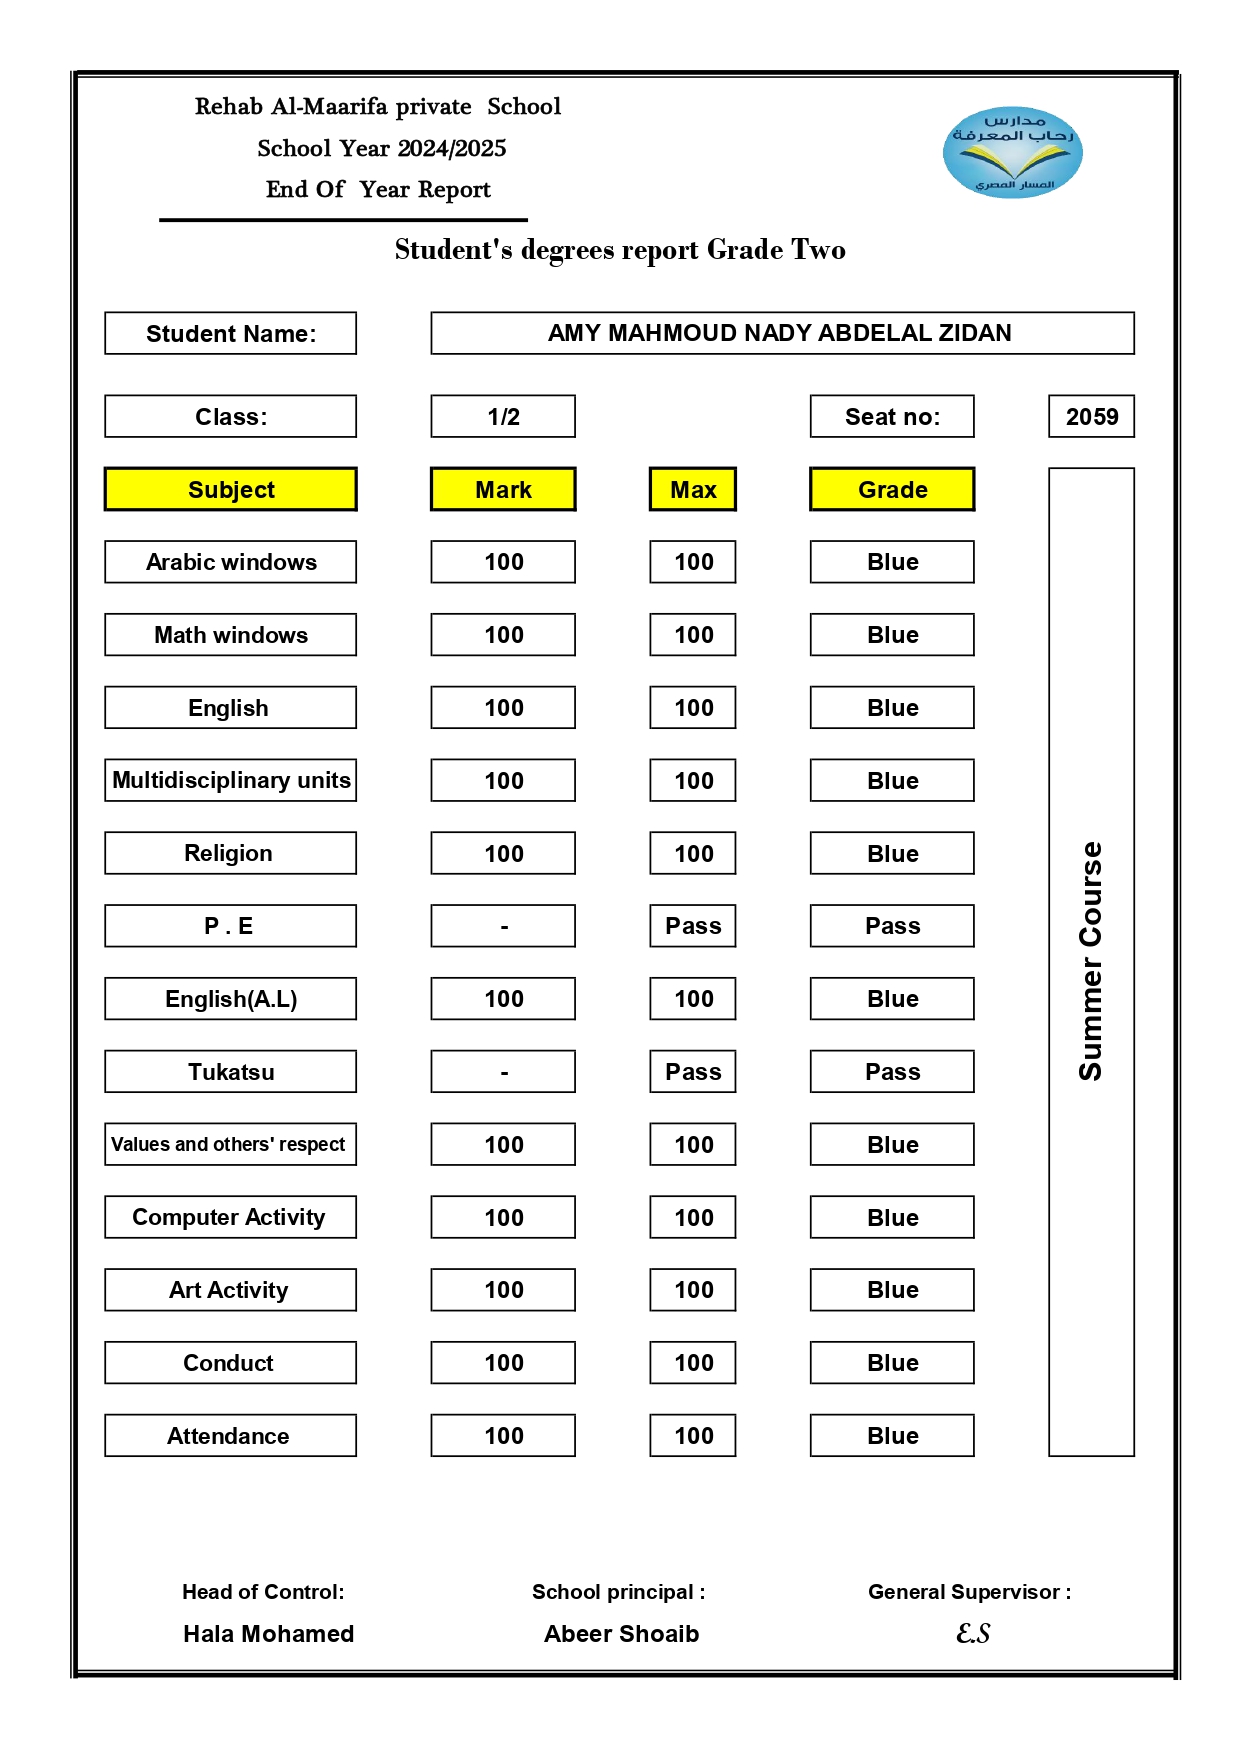 Rehab Al-Maarifa private School
School Year 2024/2025
End Of Year Report
مدارس
رحاب المعرفة
المسار المصري
Student's degrees report Grade Two
Student Name: AMY MAHMOUD NADY ABDELAL ZIDAN
Class: 1/2 Seat no: 2059
Subject Mark Max Grade
Arabic windows 100 100 Blue
Math windows 100 100 Blue
English 100 100 Blue
Multidisciplinary units 100 100 Blue
Religion 100 100 Blue
P . E - Pass Pass
English(A.L) 100 100 Blue
Tukatsu - Pass Pass
Values and others' respect 100 100 Blue
Computer Activity 100 100 Blue
Art Activity 100 100 Blue
Conduct 100 100 Blue
Attendance 100 100 Blue
Summer Course
Head of Control: School principal : General Supervisor :
Hala Mohamed Abeer Shoaib E.S